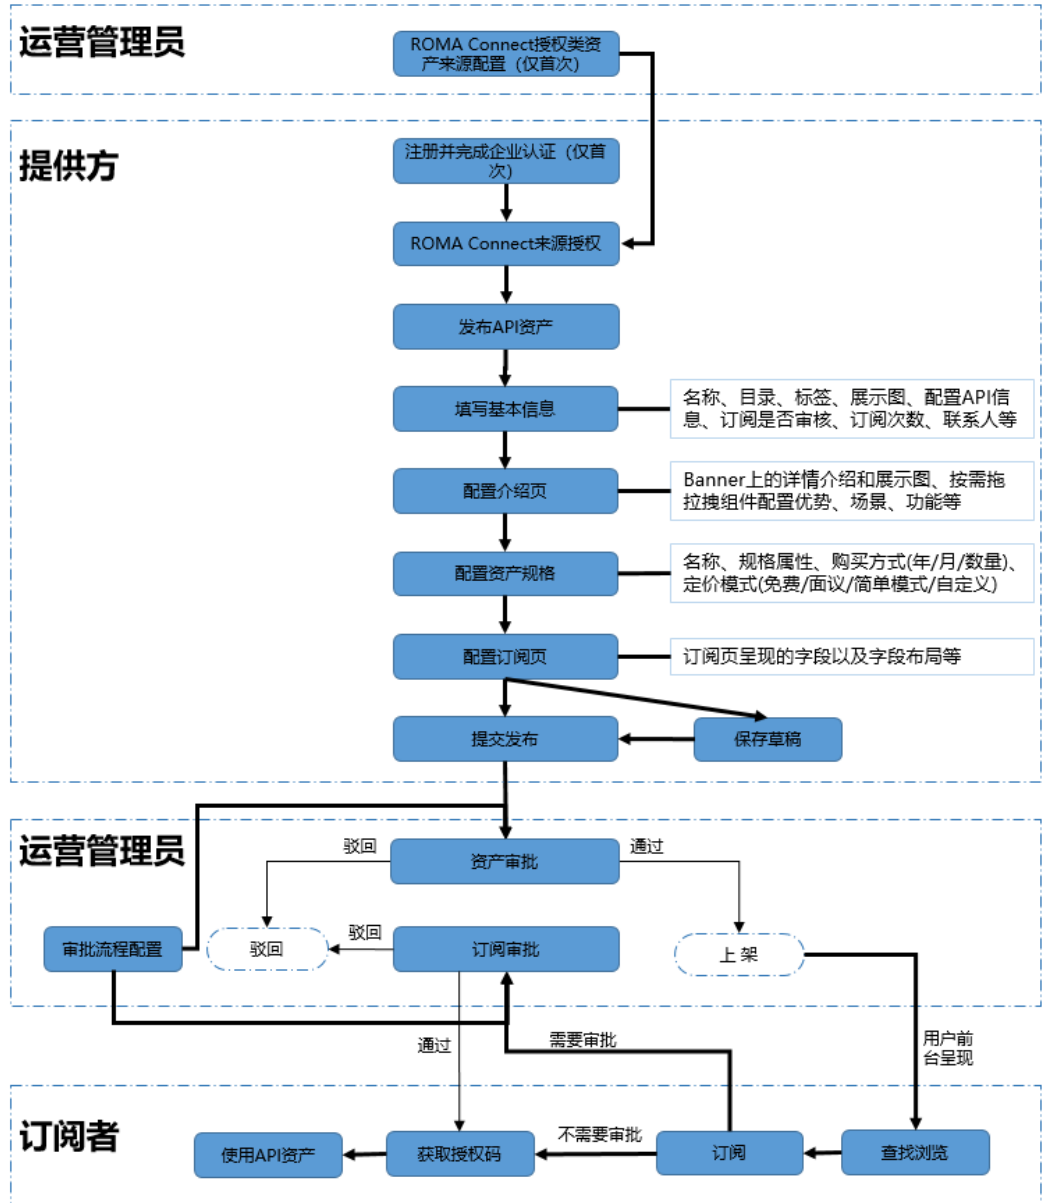 运营管理员
ROMA Connect授权类资
产来源配置（仅首次）
提供方
注册并完成企业认证（仅首
次）
ROMA Connect来源授权
发布API资产
填写基本信息
名称、目录、标签、展示图、配置API信
息、订阅是否审核、订阅次数、联系人等
配置介绍页
Banner上的详情介绍和展示图、按需拖
拉拽组件配置优势、场景、功能等
配置资产规格
名称、规格属性、购买方式(年/月/数量)、
定价模式(免费/面议/简单模式/自定义)
配置订阅页
订阅页呈现的字段以及字段布局等
提交发布
保存草稿
运营管理员
驳回
资产审批
通过
审批流程配置
驳回
驳回
订阅审批
上 架
通过
需要审批
用户前
台呈现
订阅者
不需要审批
使用API资产
获取授权码
订阅
查找浏览